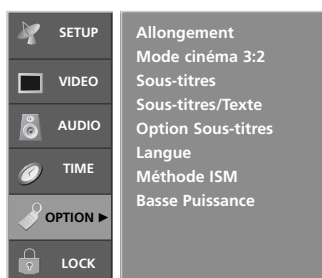 SETUP
VIDEO
AUDIO
TIME
OPTION ►
LOCK
Allongement
Mode cinéma 3:2
Sous-titres
Sous-titres/Texte
Option Sous-titres
Langue
Méthode ISM
Basse Puissance